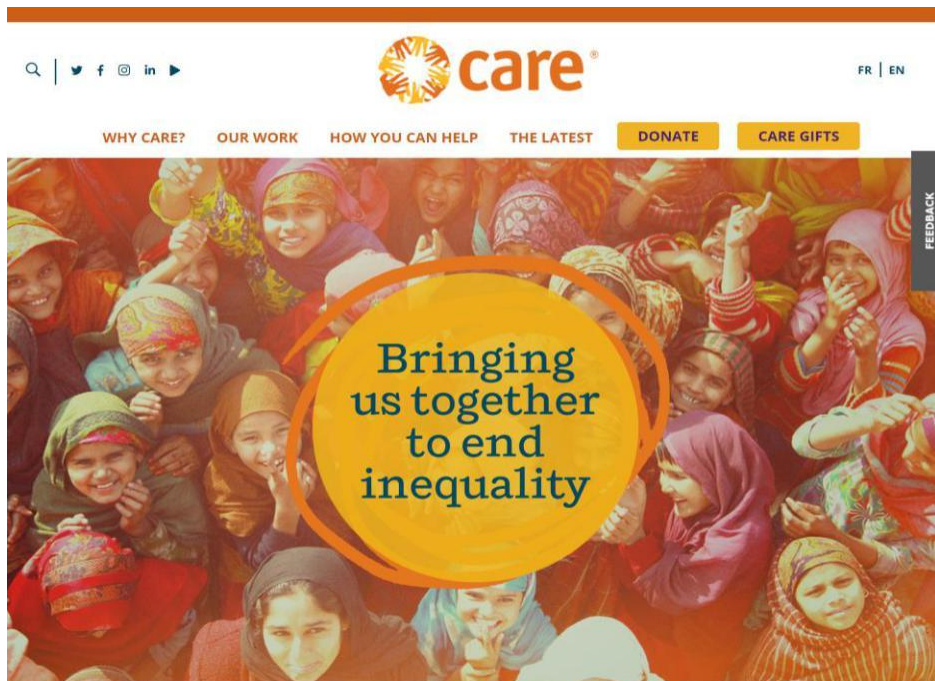 care®
FR | EN
WHY CARE?
OUR WORK
HOW YOU CAN HELP
THE LATEST
DONATE
CARE GIFTS
FEEDBACK
Bringing
us together
to end
inequality